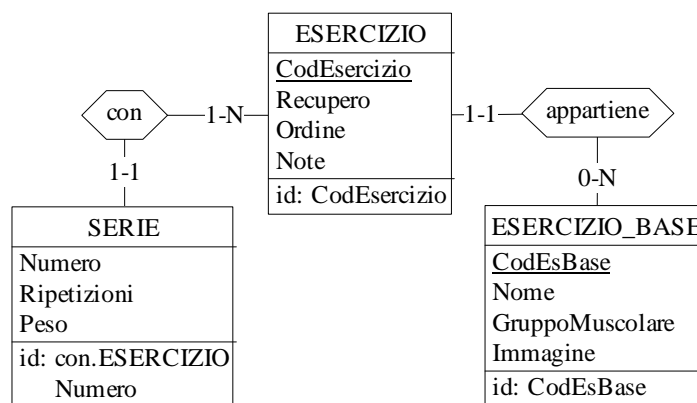 ESERCIZIO
CodEsercizio
Recupero
Ordine
Note
id: CodEsercizio
con
1-N
1-1
appartiene
1-1
0-N
SERIE
Numero
Ripetizioni
Peso
id: con.ESERCIZIO
Numero
ESERCIZIO_BASE
CodEsBase
Nome
GruppoMuscolare
Immagine
id: CodEsBase